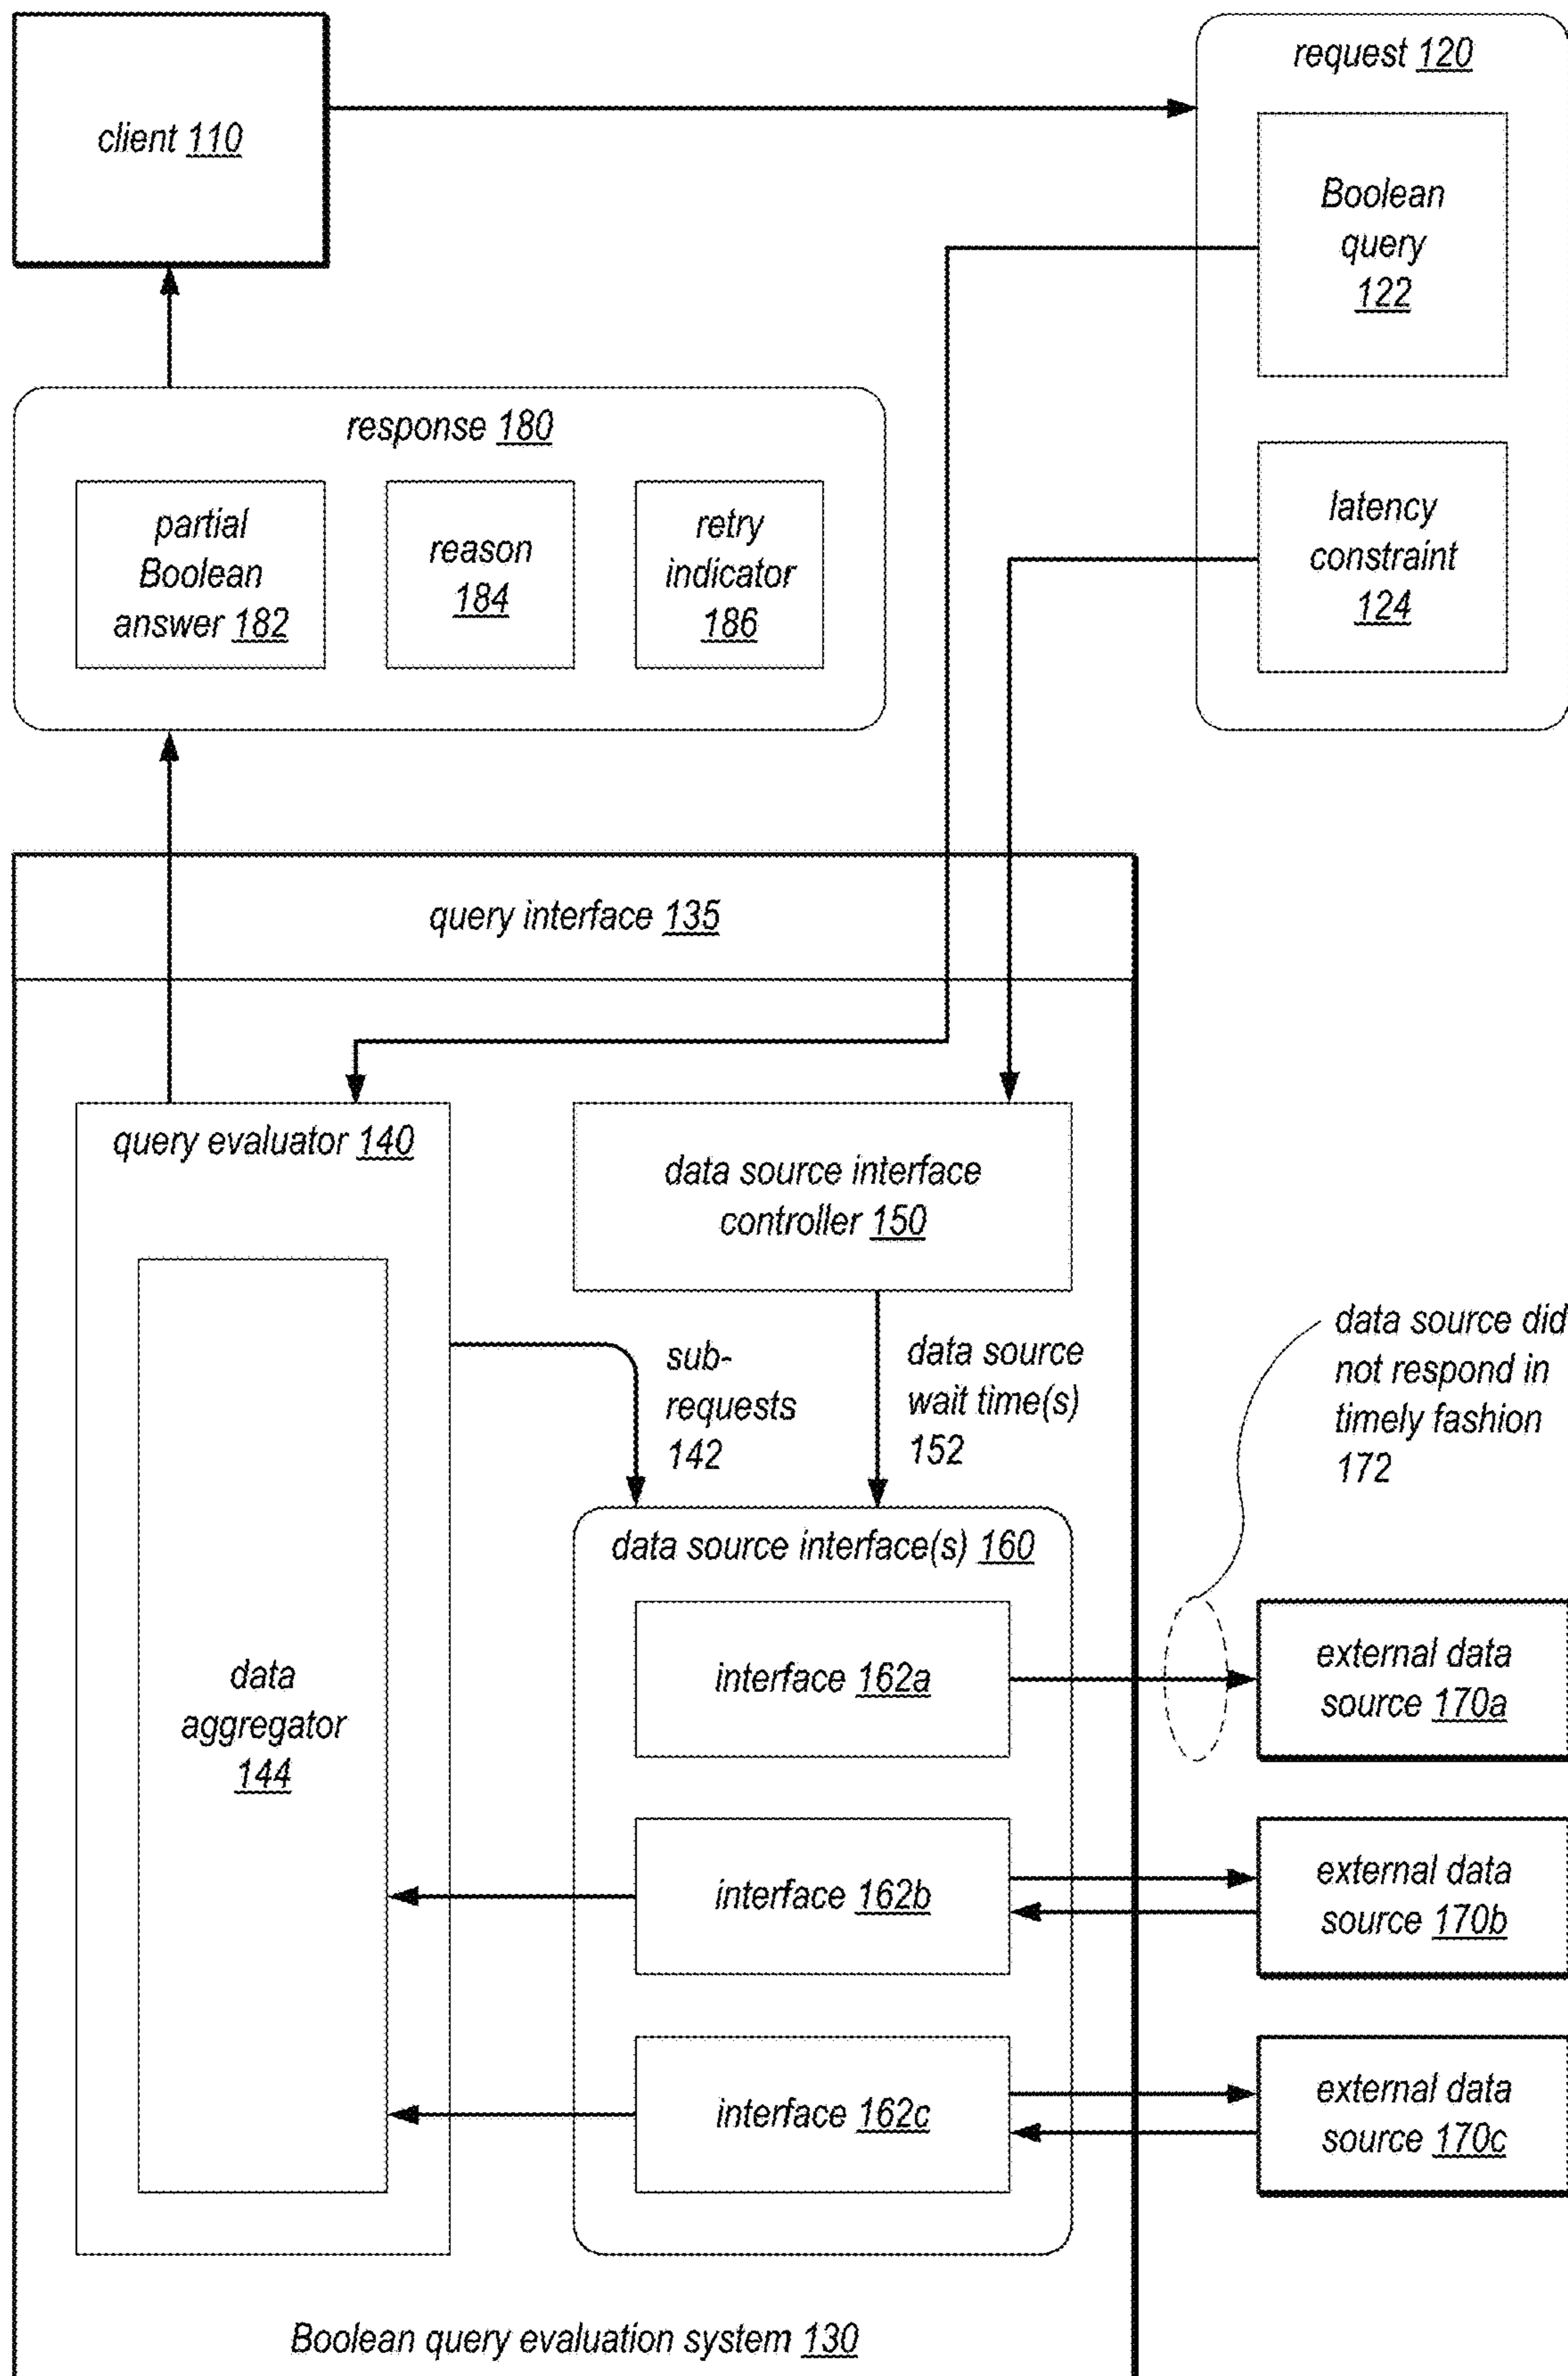 client 110
request 120
Boolean
query
122
latency
constraint
124
response 180
partial
Boolean
answer 182
reason
184
retry
indicator
186
query interface 135
query evaluator 140
data source interface
controller 150
sub-
requests
142
data source
wait time(s)
152
data source did
not respond in
timely fashion
172
data source interface(s) 160
data
aggregator
144
interface 162a
external data
source 170a
interface 162b
external data
source 170b
interface 162c
external data
source 170c
Boolean query evaluation system 130